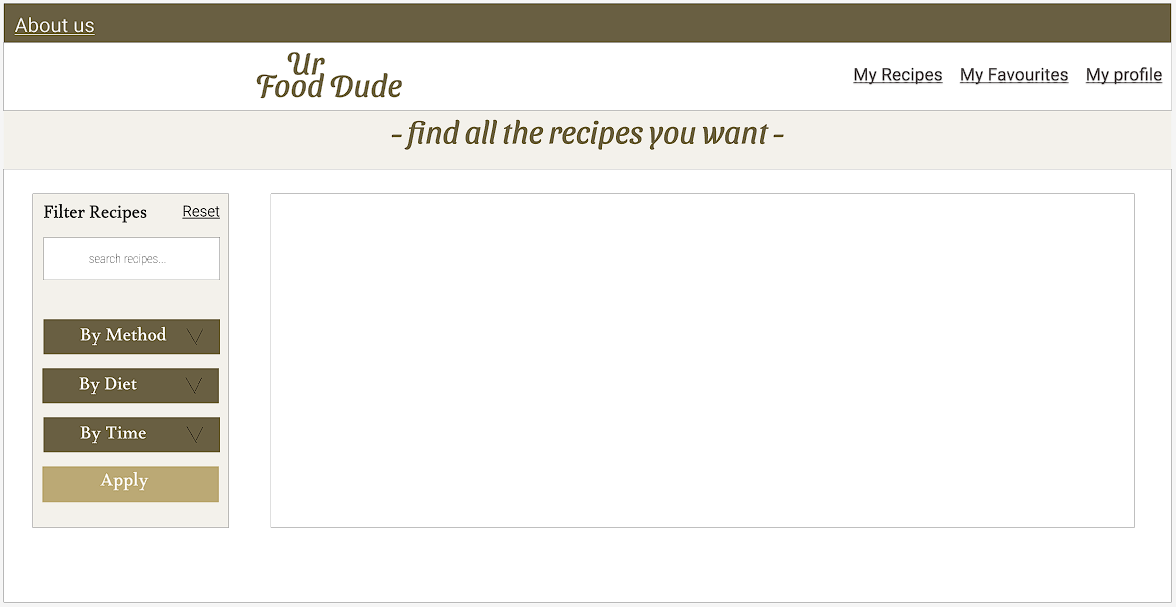 About us
Ur
Food Dude
My Recipes My Favourites My profile
- find all the recipes you want -
Filter Recipes Reset
search recipes...
By Method
By Diet
By Time
Apply